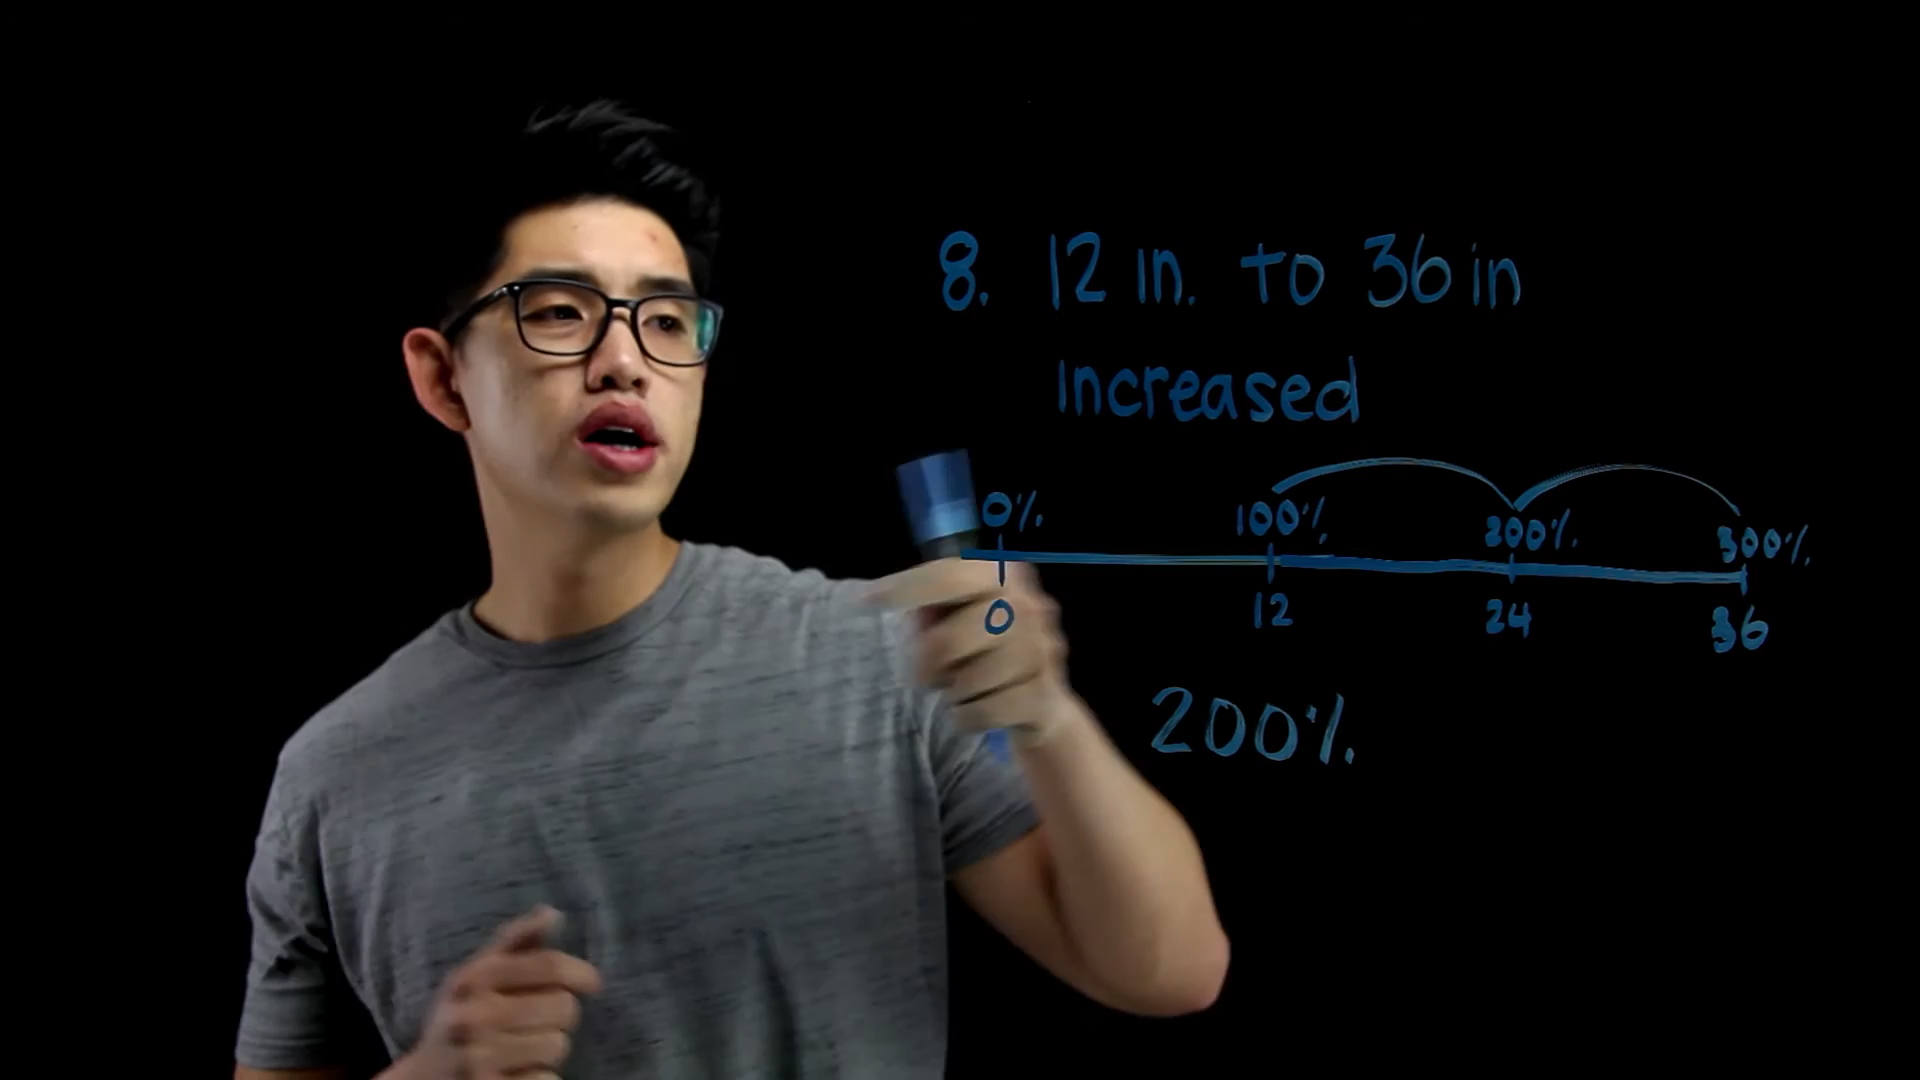 8. 12 in. to 36 in
increased
0% 100% 200% 300%
0 12 24 36
200%